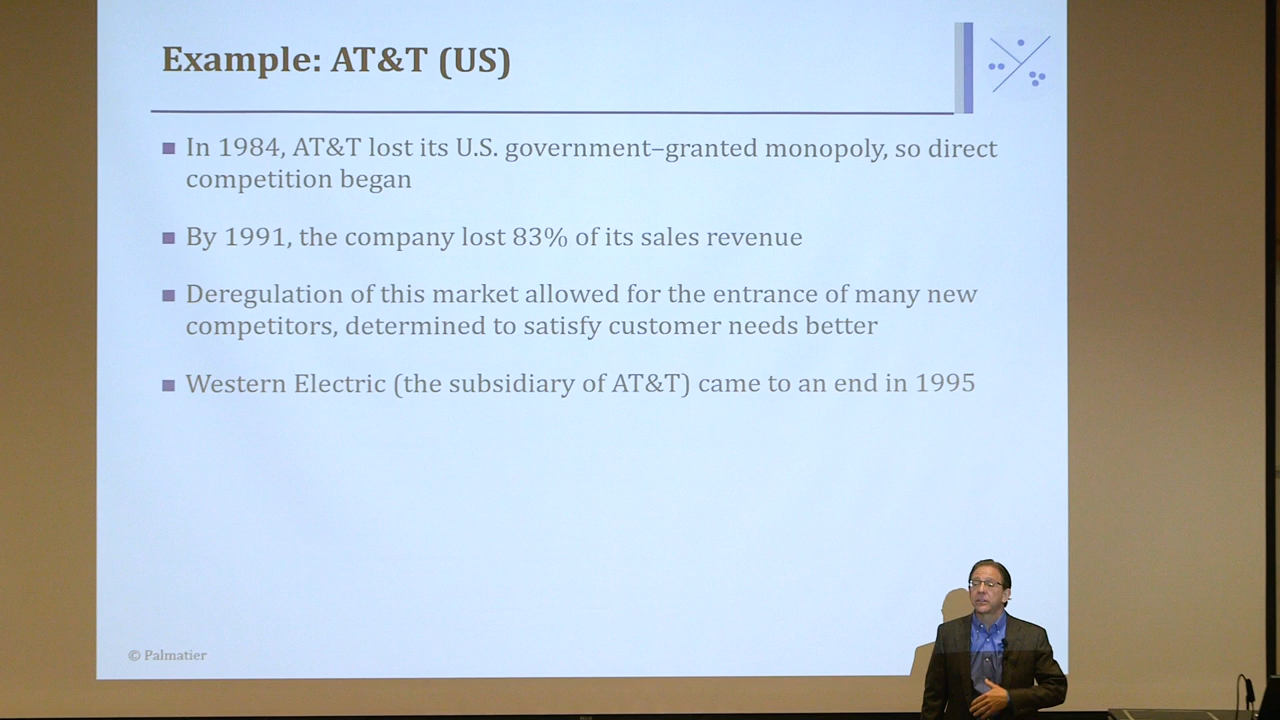 Example: AT&T (US)
■ In 1984, AT&T lost its U.S. government–granted monopoly, so direct
competition began
■ By 1991, the company lost 83% of its sales revenue
■ Deregulation of this market allowed for the entrance of many new
competitors, determined to satisfy customer needs better
■ Western Electric (the subsidiary of AT&T) came to an end in 1995
© Palmatier